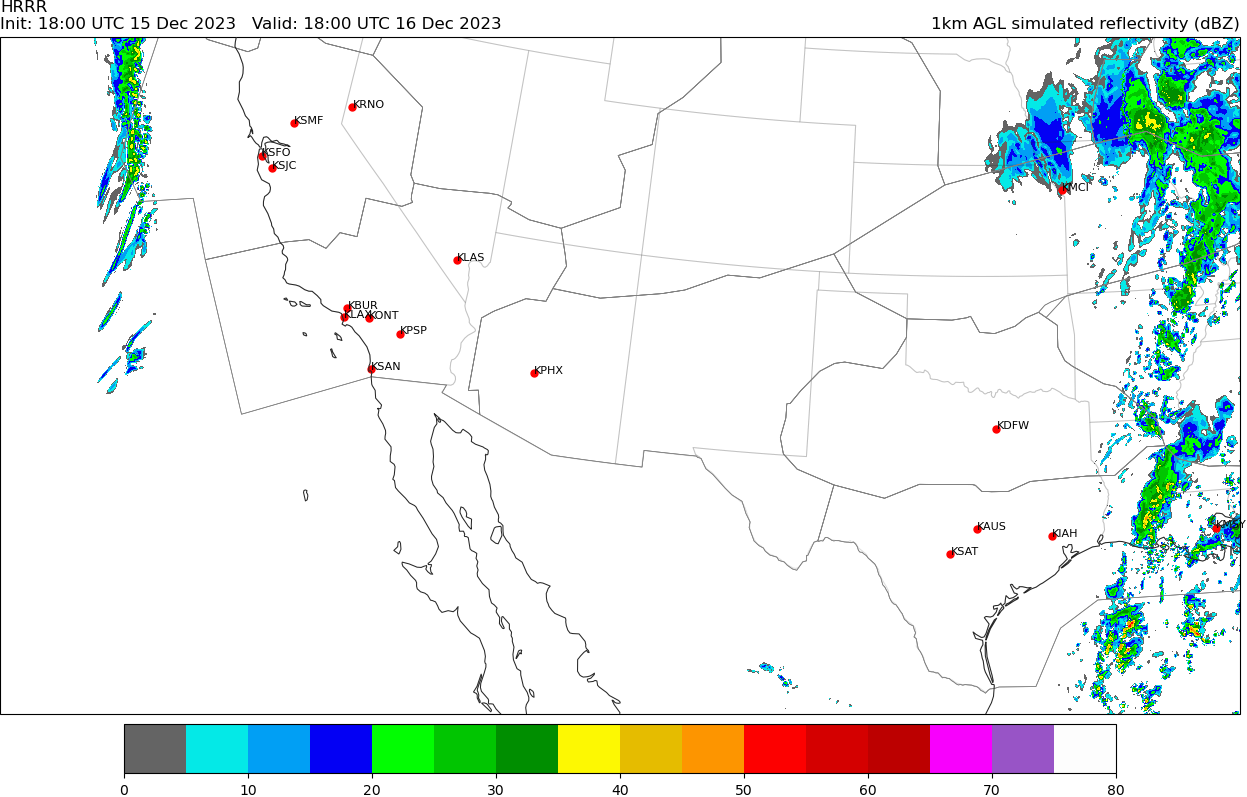 HRRR
Init: 18:00 UTC 15 Dec 2023 Valid: 18:00 UTC 16 Dec 2023 1km AGL simulated reflectivity (dBZ)
KRNO
KSMF
KSFO
KSJC
KMCI
KLAS
KBUR
KLAX KONT
KPSP
KSAN
KPHX
KDFW
KMSY
KAUS
KIAH
KSAT
0 10 20 30 40 50 60 70 80